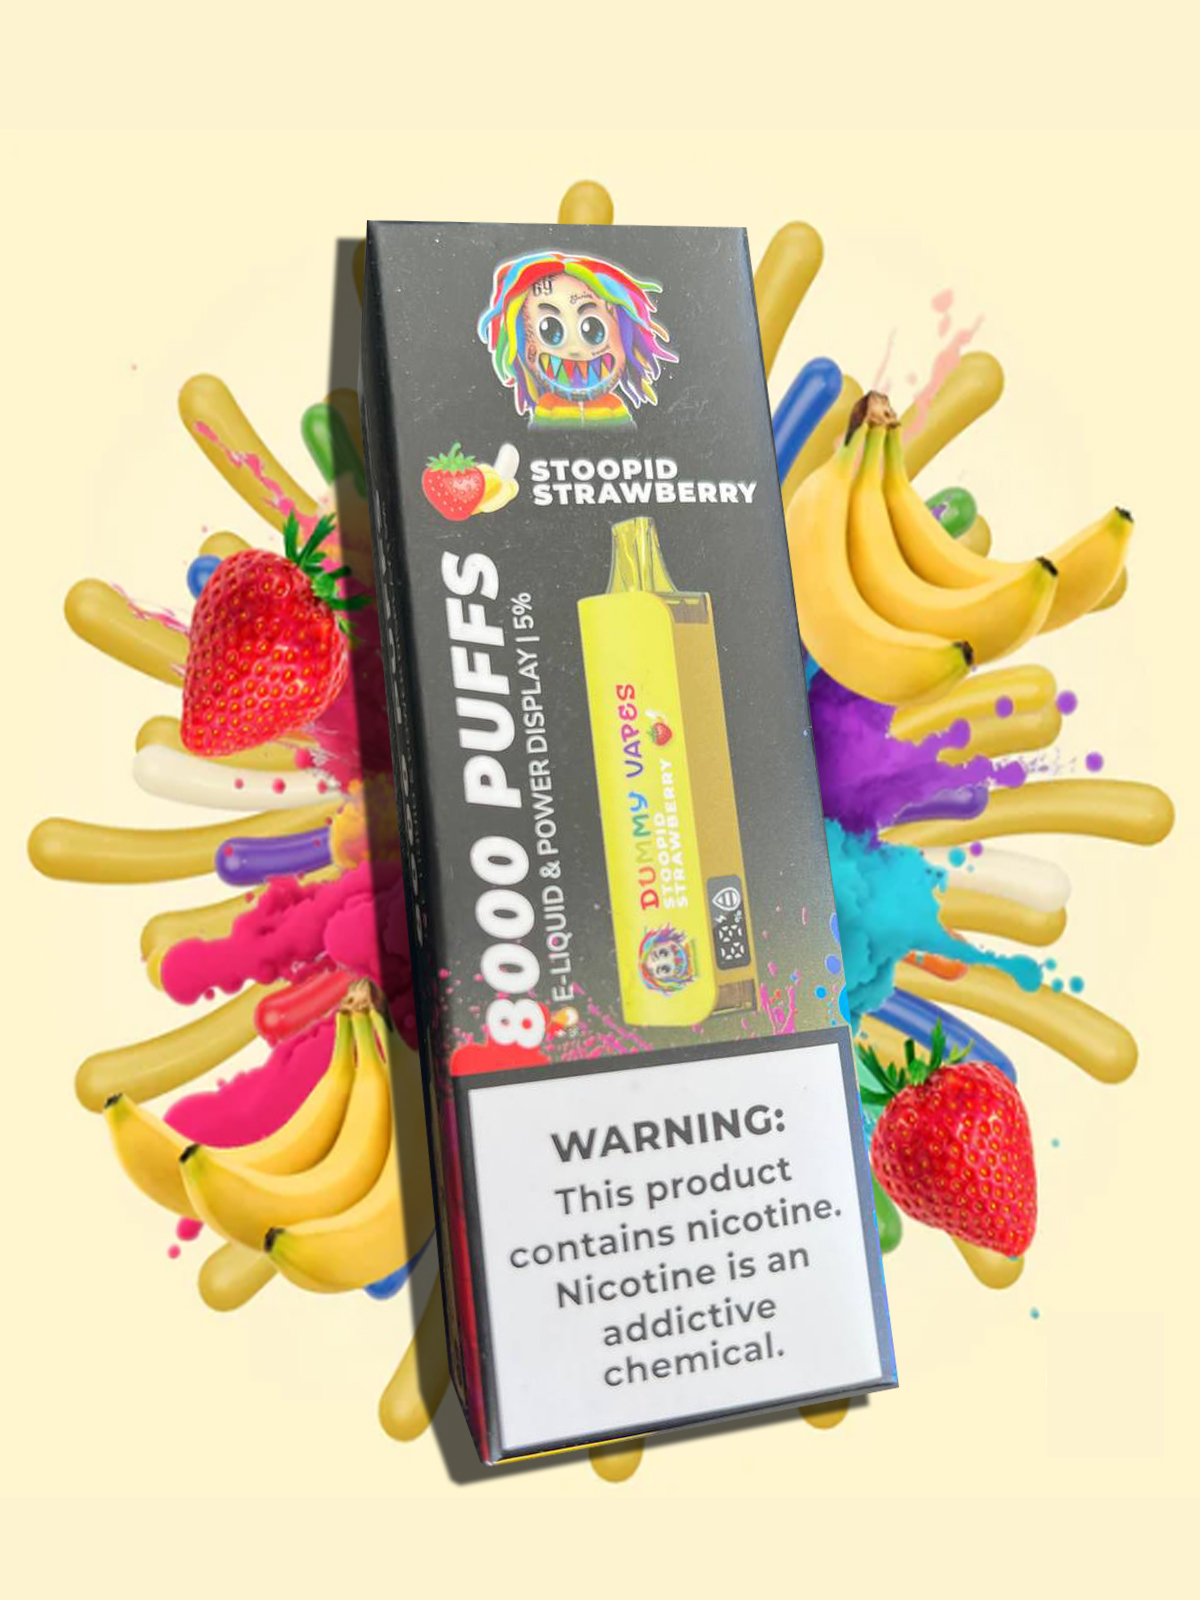 69
STOOPID
STRAWBERRY
8000 PUFFS
E-LIQUID & POWER DISPLAY | 5%
DUMMY VAPES
STOOPID
STRAWBERRY
WARNING:
This product
contains nicotine.
Nicotine is an
addictive
chemical.